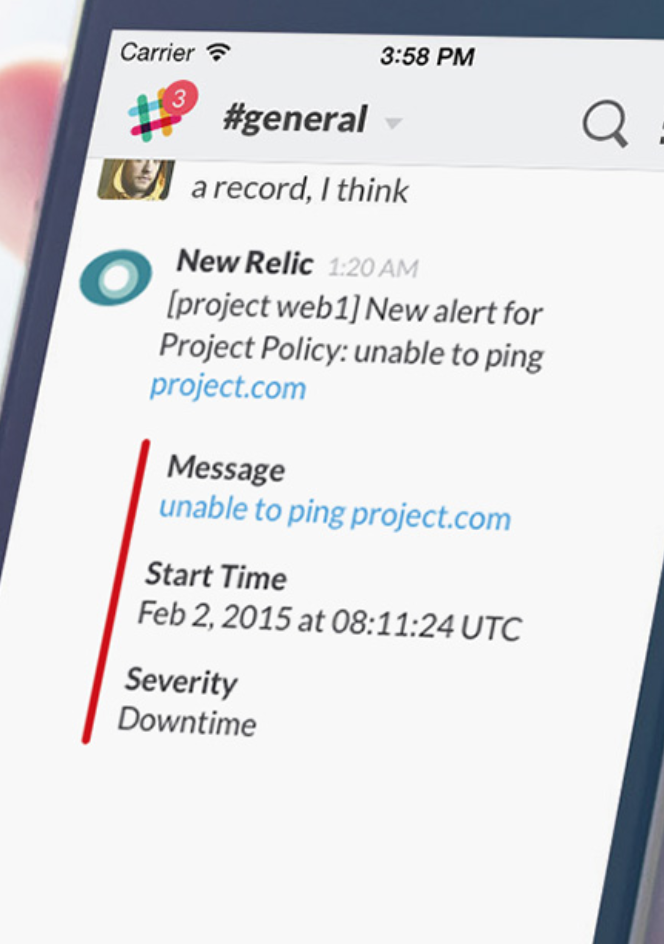 Carrier 3:58 PM
3 #general
a record, I think
New Relic 1:20 AM
[project web1] New alert for
Project Policy: unable to ping
project.com
Message
unable to ping project.com
Start Time
Feb 2, 2015 at 08:11:24 UTC
Severity
Downtime